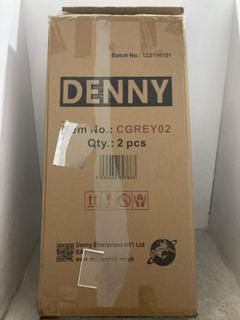 Batch No.: 123190101
DENNY
Item No.: CGREY02
Qty.: 2 pcs
Denny Enterprises Int'l Ltd